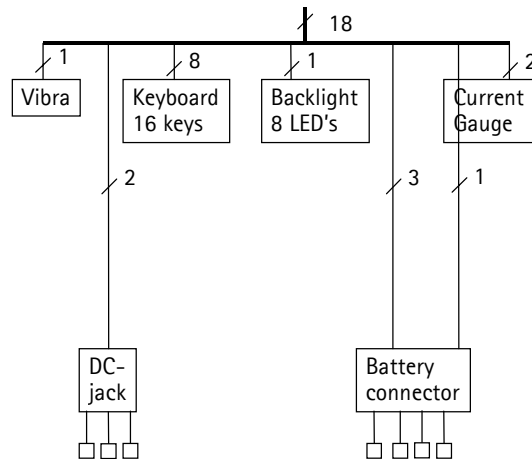 18
1
8
1
2
Vibra
Keyboard
16 keys
Backlight
8 LED's
Current
Gauge
2
3
1
DC-
jack
Battery
connector